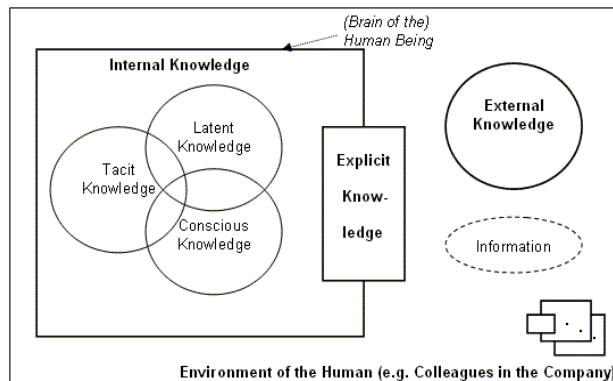 (Brain of the)
Human Being
Internal Knowledge
Latent
Knowledge
Tacit
Knowledge
Conscious
Knowledge
Explicit
Know-
ledge
External
Knowledge
Information
Environment of the Human (e.g. Colleagues in the Company)